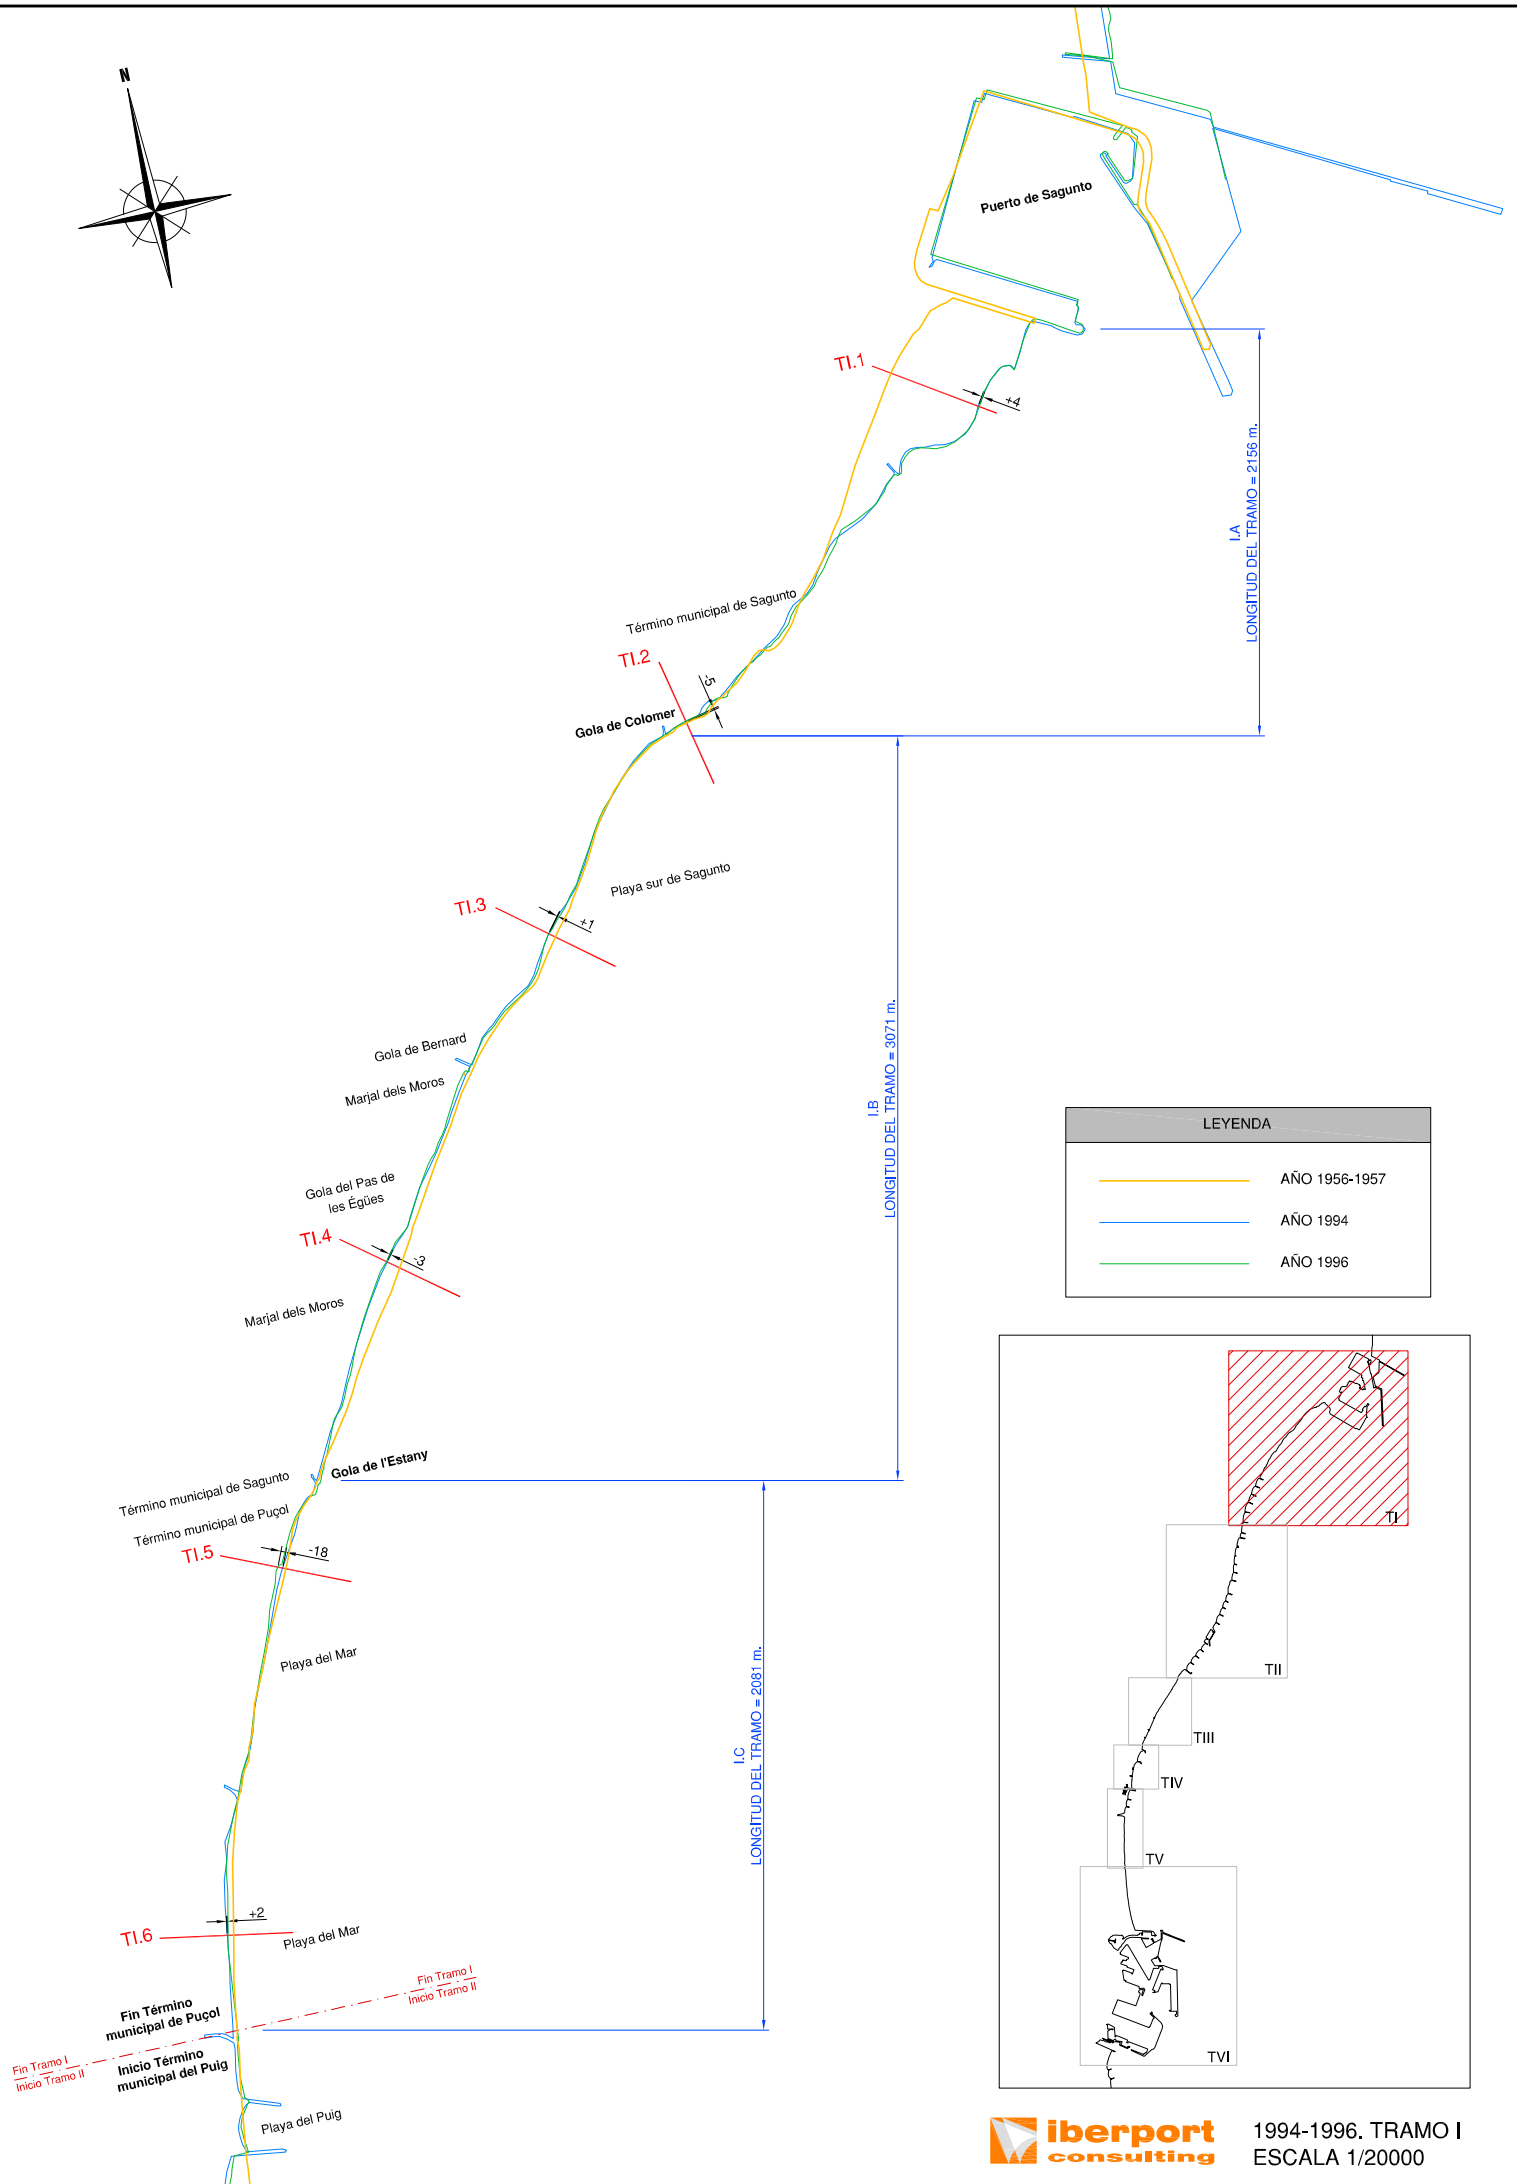 N
Puerto de Sagunto
TI.1
+4
I.A
LONGITUD DEL TRAMO = 2156 m.
Término municipal de Sagunto
TI.2
-5
Gola de Colomer
Playa sur de Sagunto
TI.3
+1
Gola de Bernard
Marjal dels Moros
I.B
LONGITUD DEL TRAMO = 3071 m.
Gola del Pas de
les Égües
TI.4
-3
Marjal dels Moros
LEYENDA
AÑO 1956-1957
AÑO 1994
AÑO 1996
Gola de l'Estany
Término municipal de Sagunto
Término municipal de Puçol
TI.5
-18
Playa del Mar
I.C
LONGITUD DEL TRAMO = 2081 m.
TI.6
+2
Playa del Mar
Fin Tramo I
Inicio Tramo II
Fin Término
municipal de Puçol
Fin Tramo I
Inicio Tramo II
Inicio Término
municipal del Puig
Playa del Puig
TI
TII
TIII
TIV
TV
TVI
iberport
consulting
1994-1996. TRAMO I
ESCALA 1/20000